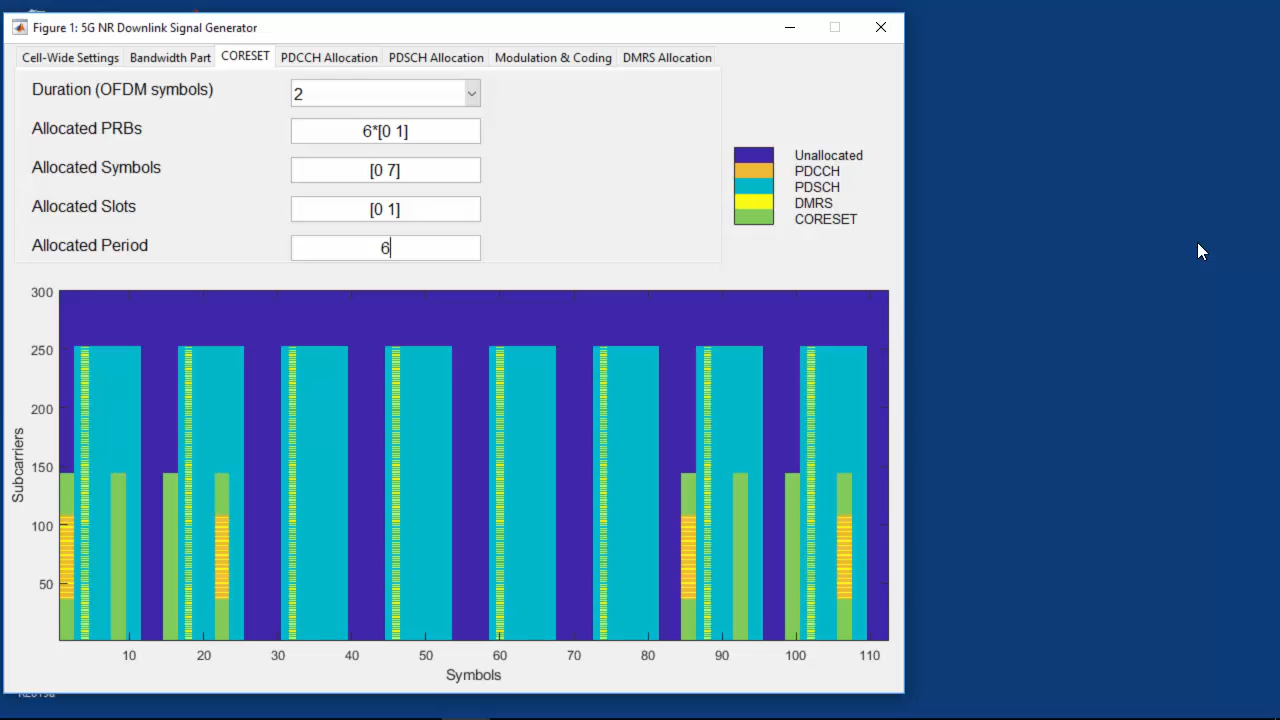 Figure 1: 5G NR Downlink Signal Generator
Cell-Wide Settings Bandwidth Part CORESET PDCCH Allocation PDSCH Allocation Modulation & Coding DMRS Allocation
Duration (OFDM symbols) 2
Allocated PRBs 6*[0 1]
Allocated Symbols [0 7]
Allocated Slots [0 1]
Allocated Period 6
Unallocated
PDCCH
PDSCH
DMRS
CORESET
300
250
200
150
100
50
Subcarriers
10 20 30 40 50 60 70 80 90 100 110
Symbols